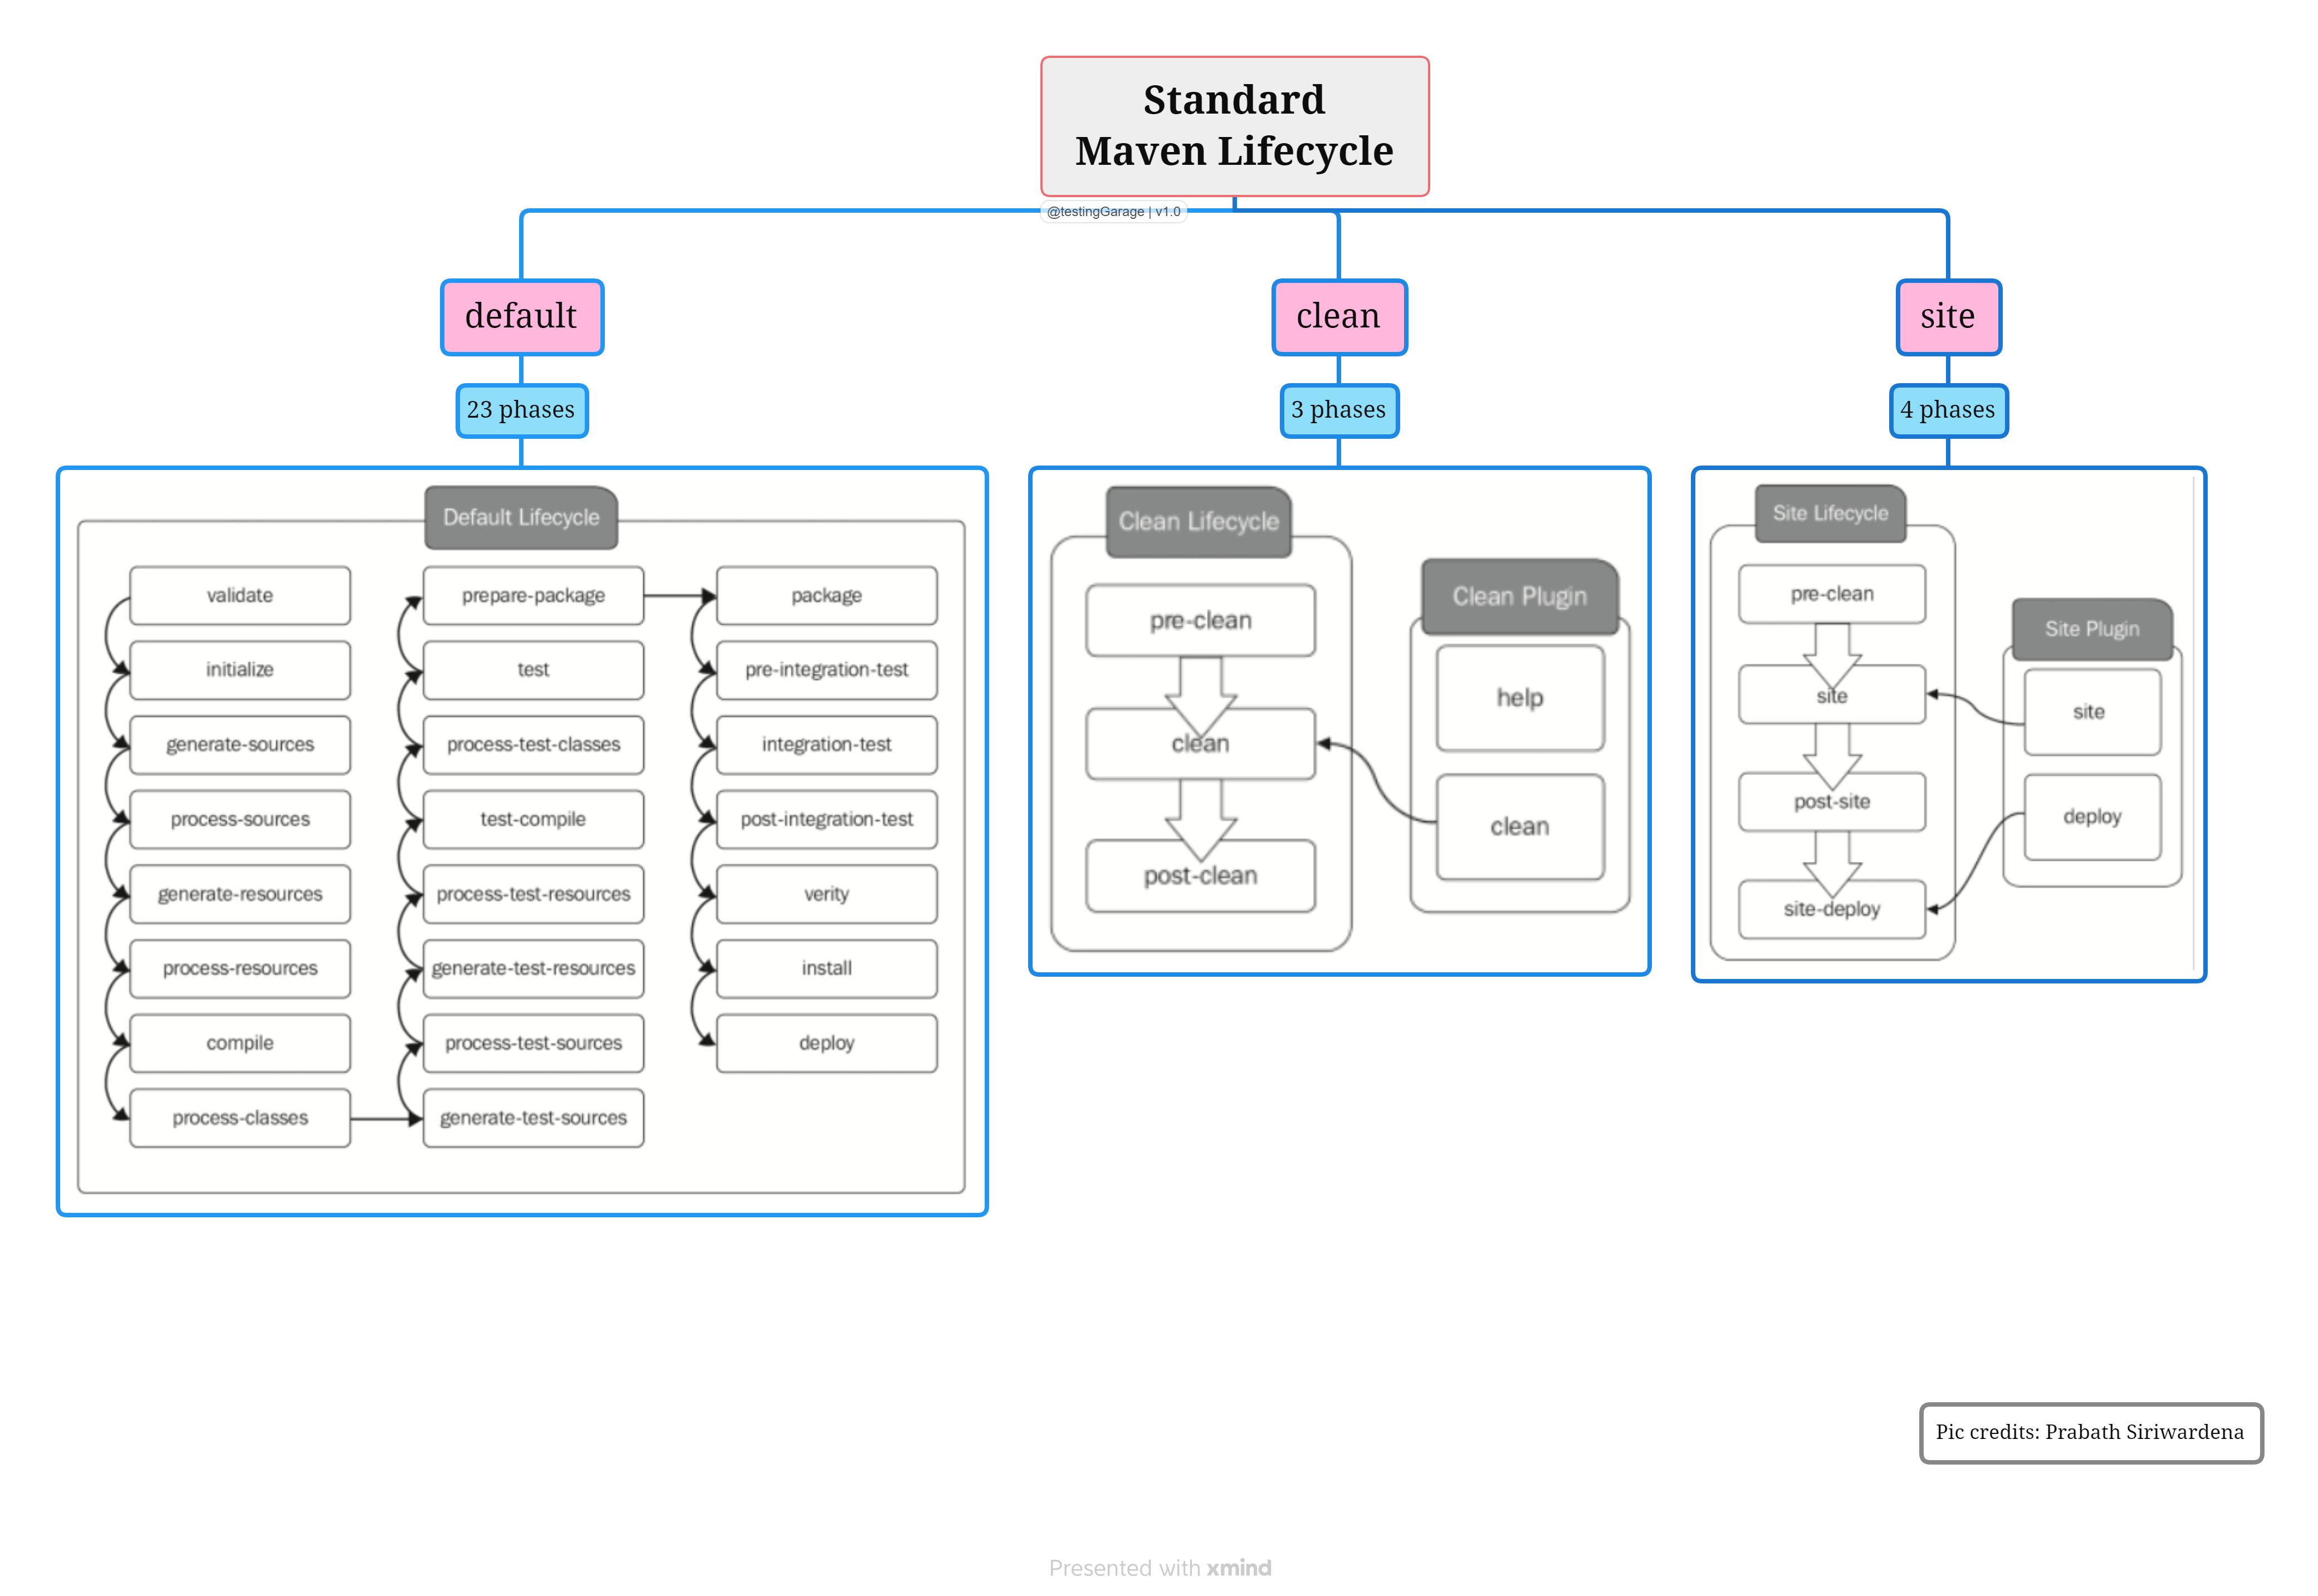 Standard
Maven Lifecycle
@testingGarage | v1.0
default
clean
site
23 phases
3 phases
4 phases
Default Lifecycle
validate
initialize
generate-sources
process-sources
generate-resources
process-resources
compile
process-classes
prepare-package
test
process-test-classes
test-compile
process-test-resources
generate-test-resources
process-test-sources
generate-test-sources
package
pre-integration-test
integration-test
post-integration-test
verity
install
deploy
Clean Lifecycle
pre-clean
clean
post-clean
Clean Plugin
help
clean
Site Lifecycle
pre-clean
site
post-site
site-deploy
Site Plugin
site
deploy
Pic credits: Prabath Siriwardena
Presented with xmind